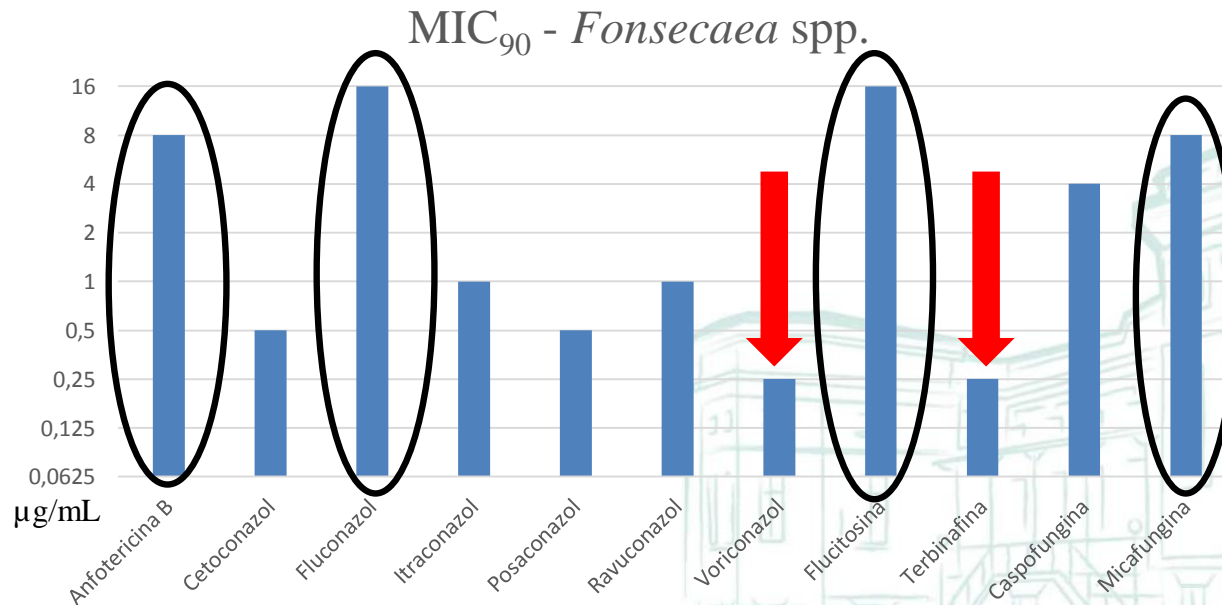 MIC90 - Fonsecaea spp.
16
8
4
2
1
0,5
0,25
0,125
0,0625
µg/mL
Anfotericina B
Cetoconazol
Fluconazol
Itraconazol
Posaconazol
Ravuconazol
Voriconazol
Flucitosina
Terbinafina
Caspofungina
Micafungina